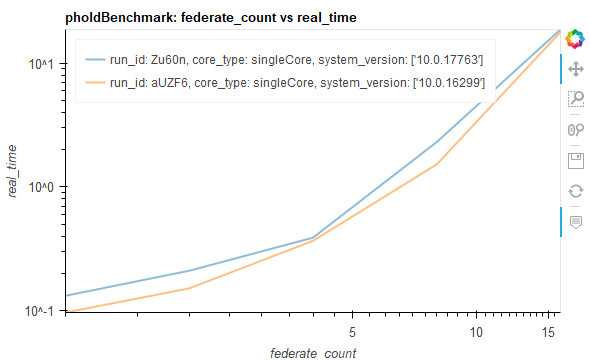 pholdBenchmark: federate_count vs real_time
run_id: Zu60n, core_type: singleCore, system_version: ['10.0.17763']
run_id: aUZF6, core_type: singleCore, system_version: ['10.0.16299']
10^1
10^0
10^-1
real_time
5
10
15
federate_count